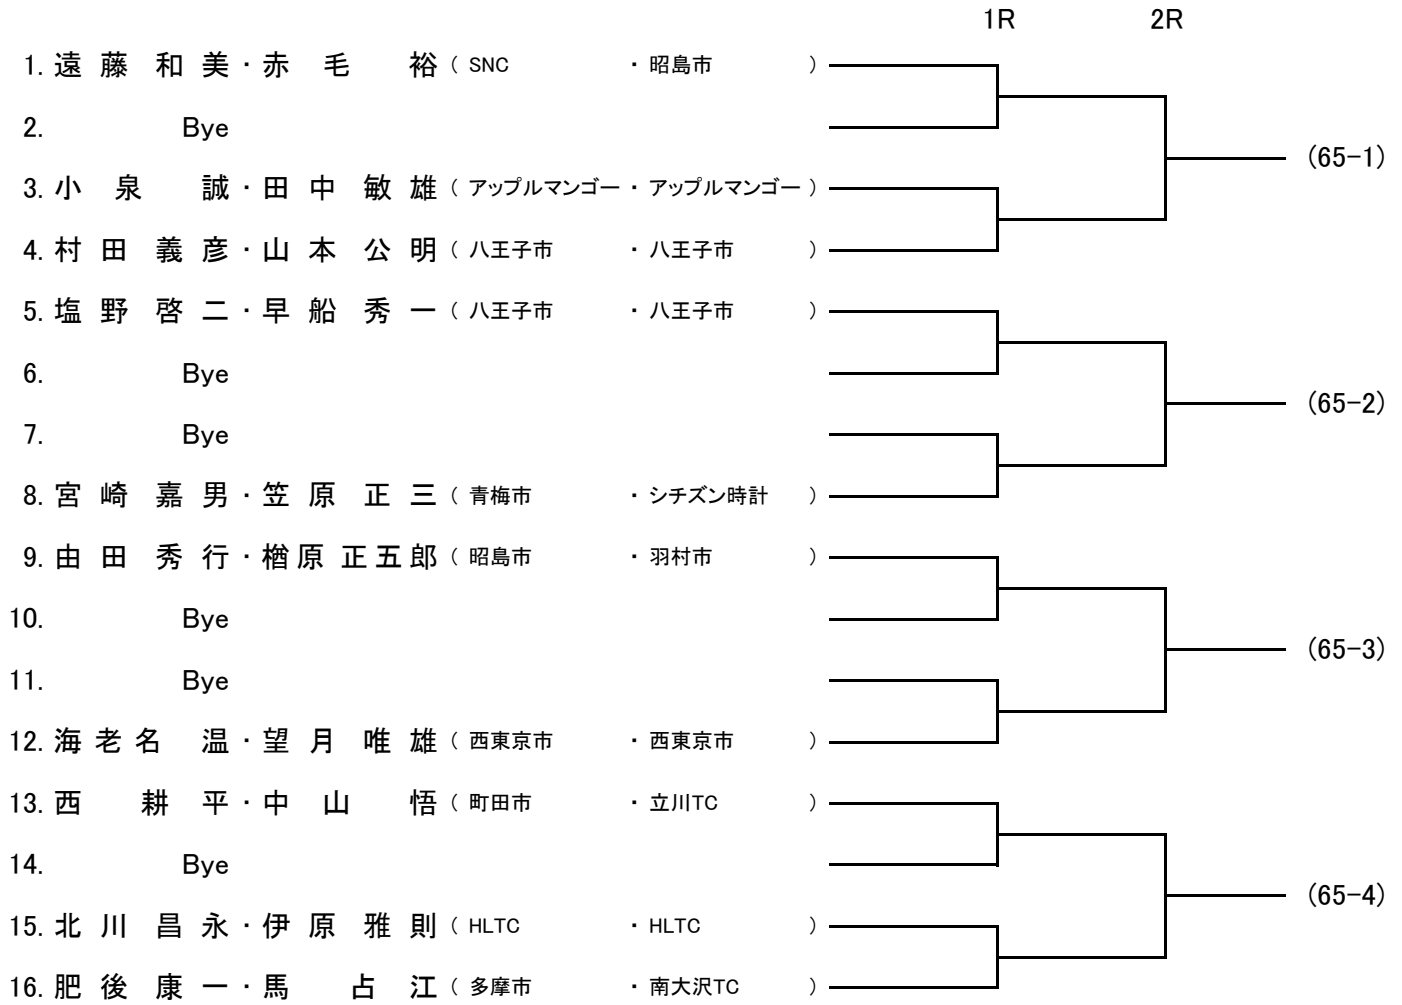 1R 2R
1. 遠藤 和美・赤毛 裕 ( SNC ・ 昭島市 )
2. Bye
(65-1)
3. 小泉 誠・田中 敏雄 ( アップルマンゴー ・ アップルマンゴー )
4. 村田 義彦・山本 公明 ( 八王子市 ・ 八王子市 )
5. 塩野 啓二・早船 秀一 ( 八王子市 ・ 八王子市 )
6. Bye
(65-2)
7. Bye
8. 宮崎 嘉男・笠原 正三 ( 青梅市 ・ シチズン時計 )
9. 由田 秀行・楢原 正五郎 ( 昭島市 ・ 羽村市 )
10. Bye
(65-3)
11. Bye
12. 海老名 温・望月 唯雄 ( 西東京市 ・ 西東京市 )
13. 西 耕平・中山 悟 ( 町田市 ・ 立川TC )
14. Bye
(65-4)
15. 北川 昌永・伊原 雅則 ( HLTC ・ HLTC )
16. 肥後 康一・馬 占江 ( 多摩市 ・ 南大沢TC )